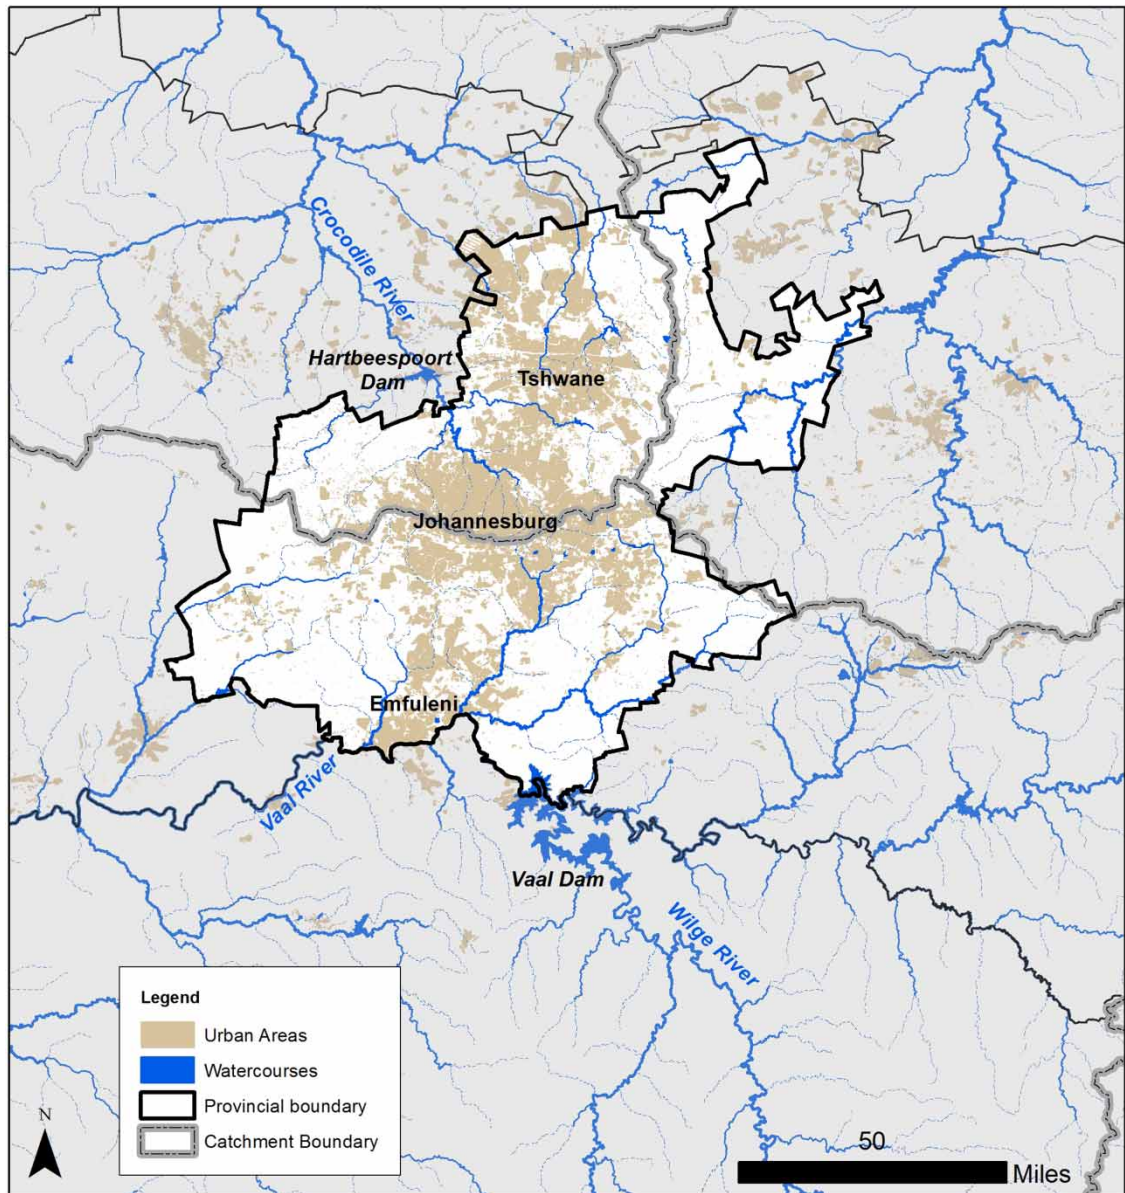 Crocodile River
Hartbeespoort
Dam
Tshwane
Johannesburg
Emfuleni
Vaal River
Vaal Dam
Wilge River
Legend
Urban Areas
Watercourses
Provincial boundary
Catchment Boundary
N
50
Miles